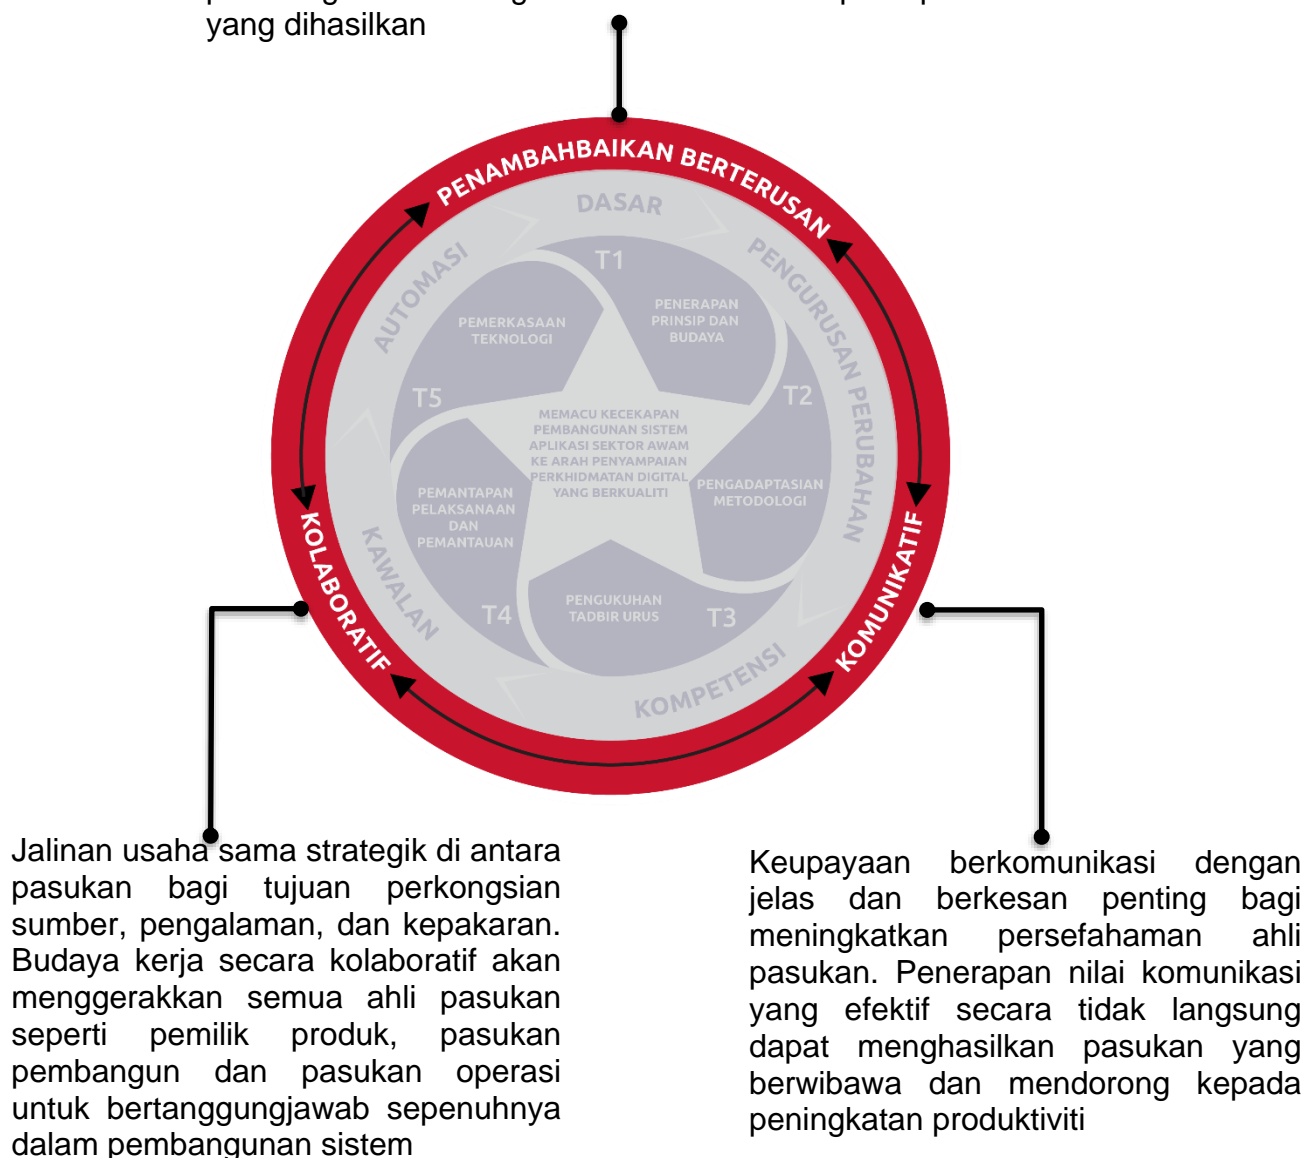 yang dihasilkan
PENAMBAHBAIKAN BERTERUSAN
DASAR
AUTOMASI
PENGURUSAN PERUBAHAN
T1
PENERAPAN
PRINSIP DAN
BUDAYA
PEMERKASAAN
TEKNOLOGI
T5
T2
MEMACU KECEKAPAN
PEMBANGUNAN SISTEM
APLIKASI SEKTOR AWAM
KE ARAH PENYAMPAIAN
PERKHIDMATAN DIGITAL
YANG BERKUALITI
PENGADAPTASIAN
METODOLOGI
PEMANTAPAN
PELAKSANAAN
DAN
PEMANTAUAN
KAWALAN
KOLABORATIF
KOMUNIKATIF
PENGUKUHAN
TADBIR URUS
T4
T3
KOMPETENSI
Jalinan usaha sama strategik di antara
pasukan bagi tujuan perkongsian
sumber, pengalaman, dan kepakaran.
Budaya kerja secara kolaboratif akan
menggerakkan semua ahli pasukan
seperti pemilik produk, pasukan
pembangun dan pasukan operasi
untuk bertanggungjawab sepenuhnya
dalam pembangunan sistem
Keupayaan berkomunikasi dengan
jelas dan berkesan penting bagi
meningkatkan persefahaman ahli
pasukan. Penerapan nilai komunikasi
yang efektif secara tidak langsung
dapat menghasilkan pasukan yang
berwibawa dan mendorong kepada
peningkatan produktiviti